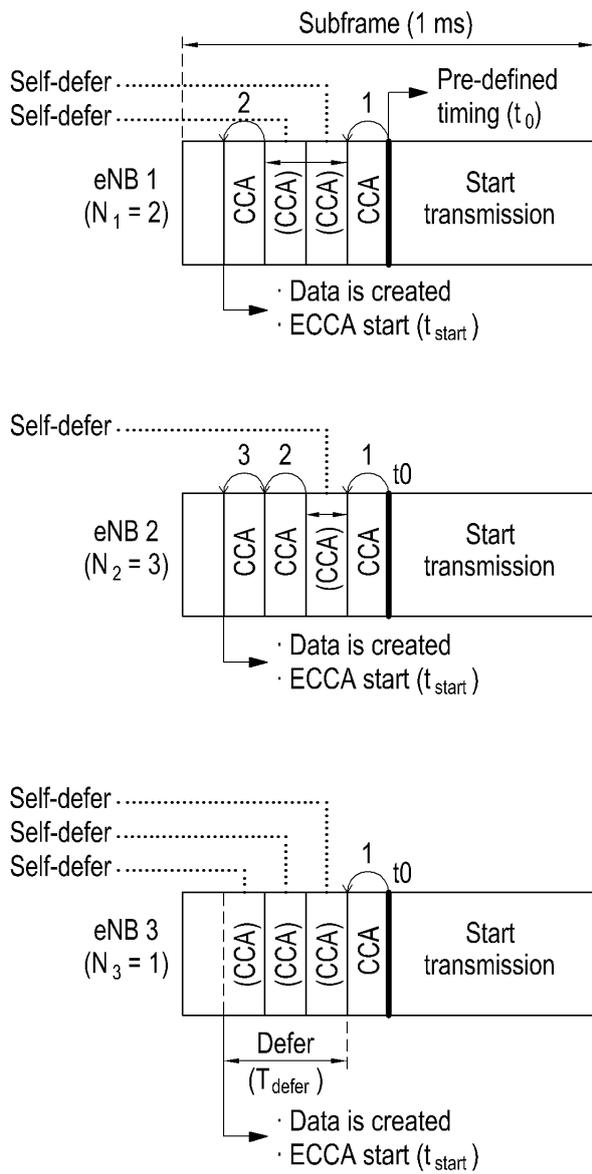 Subframe (1 ms)
Self-defer
Self-defer
2
1
Pre-defined
timing (t0)
eNB 1
(N1 = 2)
CCA
(CCA)
(CCA)
CCA
Start
transmission
· Data is created
· ECCA start (tstart)
Self-defer
3
2
1
t0
eNB 2
(N2 = 3)
CCA
CCA
(CCA)
CCA
Start
transmission
· Data is created
· ECCA start (tstart)
Self-defer
Self-defer
Self-defer
1
t0
eNB 3
(N3 = 1)
(CCA)
(CCA)
(CCA)
CCA
Start
transmission
Defer
(Tdefer)
· Data is created
· ECCA start (tstart)